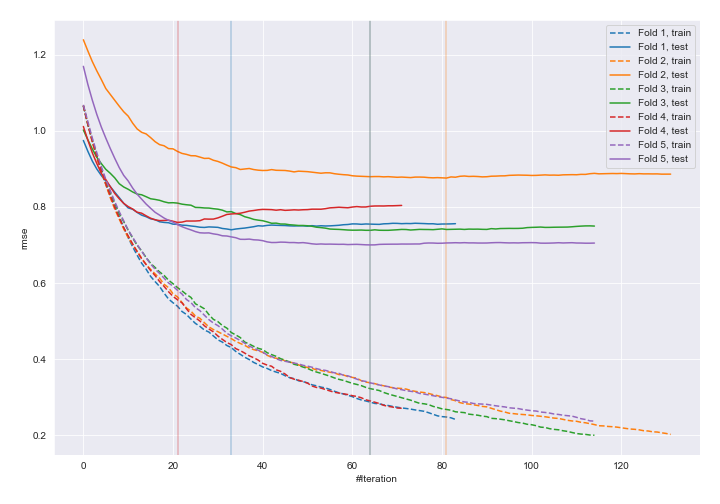 1.2
1.0
0.8
0.6
0.4
0.2
rmse
0 20 40 60 80 100 120
#Iteration
Fold 1, train
Fold 1, test
Fold 2, train
Fold 2, test
Fold 3, train
Fold 3, test
Fold 4, train
Fold 4, test
Fold 5, train
Fold 5, test